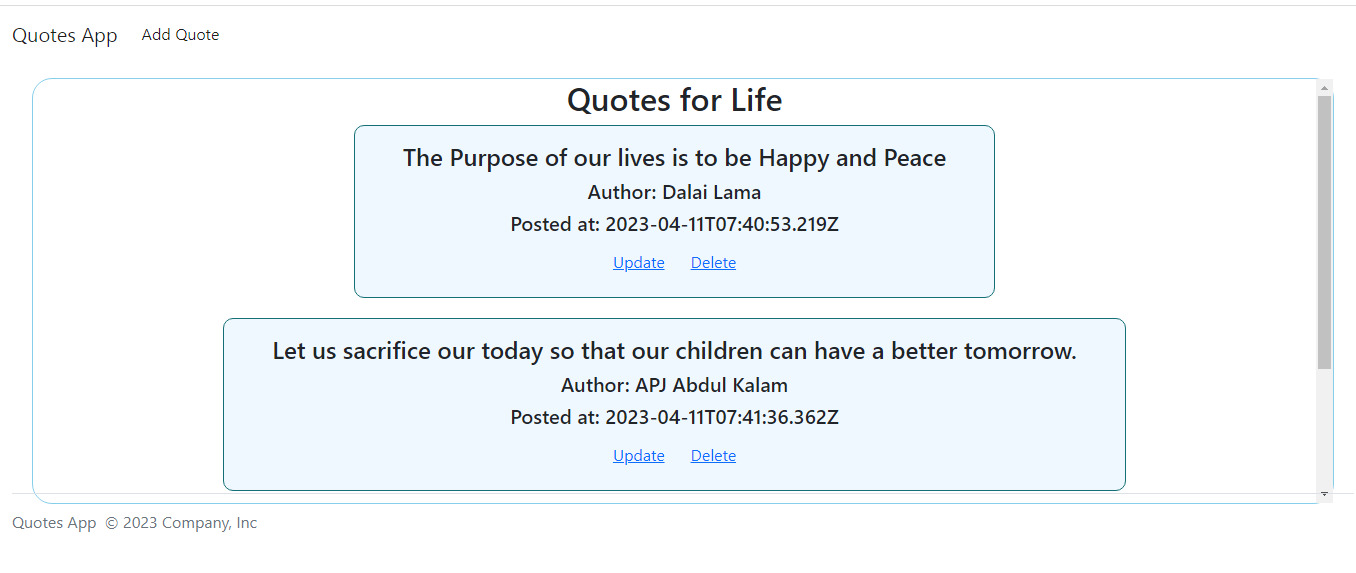 Quotes App Add Quote
Quotes for Life
The Purpose of our lives is to be Happy and Peace
Author: Dalai Lama
Posted at: 2023-04-11T07:40:53.219Z
Update Delete
Let us sacrifice our today so that our children can have a better tomorrow.
Author: APJ Abdul Kalam
Posted at: 2023-04-11T07:41:36.362Z
Update Delete
Quotes App © 2023 Company, Inc